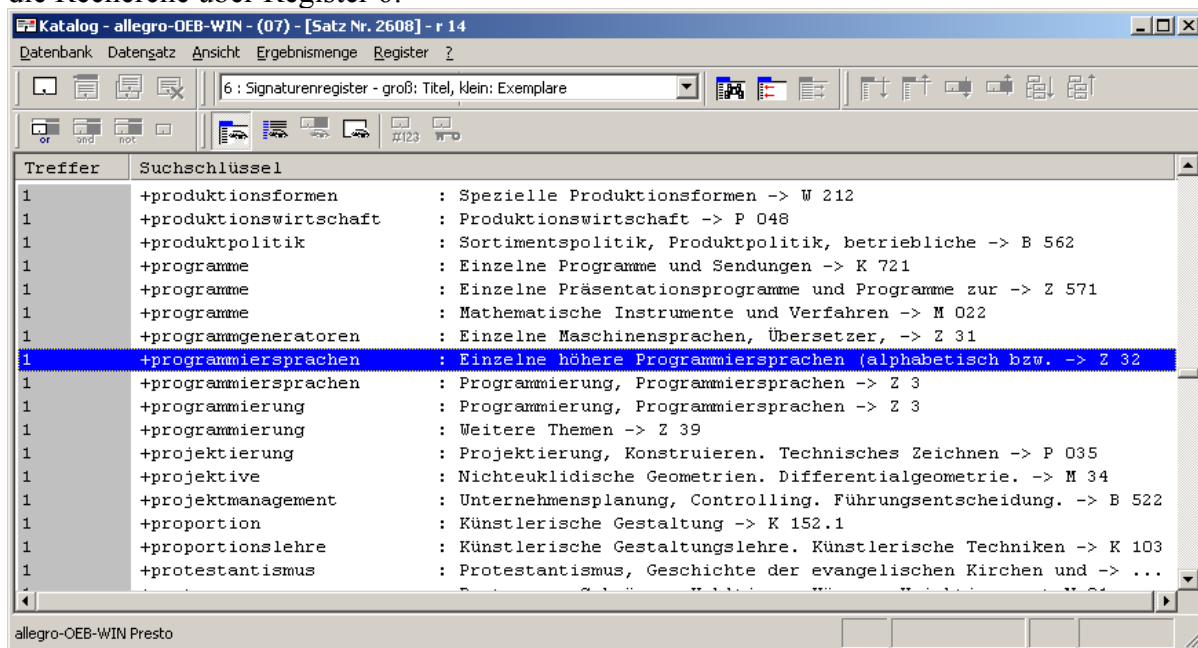 die Recherche über Register 6.
Katalog - allegro-OEB-WIN - (07) - [Satz Nr. 2608] - r 14
Datenbank Datensatz Ansicht Ergebnismenge Register ?
6 : Signaturenregister - groß: Titel, klein: Exemplare
or and not #123
Treffer Suchschlüssel
1 +produktionsformen : Spezielle Produktionsformen -> W 212
1 +produktionswirtschaft : Produktionswirtschaft -> P 048
1 +produktpolitik : Sortimentspolitik, Produktpolitik, betriebliche -> B 562
1 +programme : Einzelne Programme und Sendungen -> K 721
1 +programme : Einzelne Präsentationsprogramme und Programme zur -> Z 571
1 +programme : Mathematische Instrumente und Verfahren -> M 022
1 +programmgeneratoren : Einzelne Maschinensprachen, Übersetzer, -> Z 31
1 +programmiersprachen : Einzelne höhere Programmiersprachen (alphabetisch bzw. -> Z 32
1 +programmiersprachen : Programmierung, Programmiersprachen -> Z 3
1 +programmierung : Programmierung, Programmiersprachen -> Z 3
1 +programmierung : Weitere Themen -> Z 39
1 +projektierung : Projektierung, Konstruieren. Technisches Zeichnen -> P 035
1 +projektive : Nichteuklidische Geometrien. Differentialgeometrie. -> M 34
1 +projektmanagement : Unternehmensplanung, Controlling. Führungsentscheidung. -> B 522
1 +proportion : Künstlerische Gestaltung -> K 152.1
1 +proportionslehre : Künstlerische Gestaltungslehre. Künstlerische Techniken -> K 103
1 +protestantismus : Protestantismus, Geschichte der evangelischen Kirchen und -> ...
allegro-OEB-WIN Presto